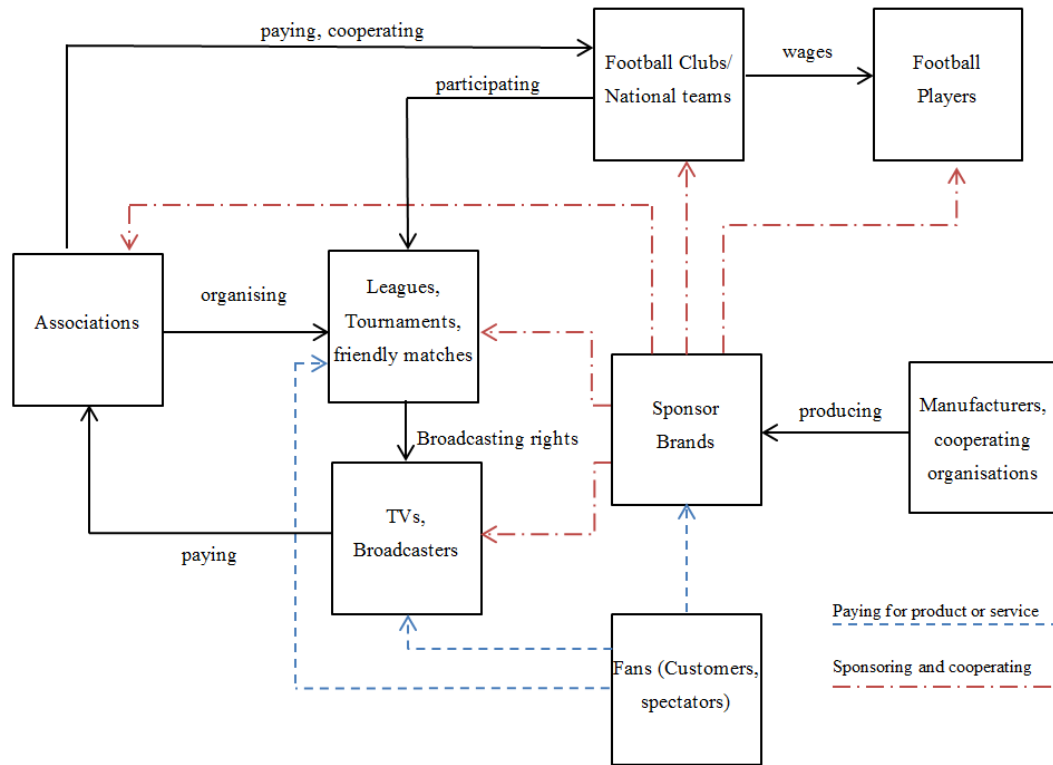 paying, cooperating
Football Clubs/
National teams
wages
Football
Players
participating
Associations
organising
Leagues,
Tournaments,
friendly matches
Sponsor
Brands
producing
Manufacturers,
cooperating
organisations
Broadcasting rights
TVs,
Broadcasters
paying
Fans (Customers,
spectators)
Paying for product or service
Sponsoring and cooperating